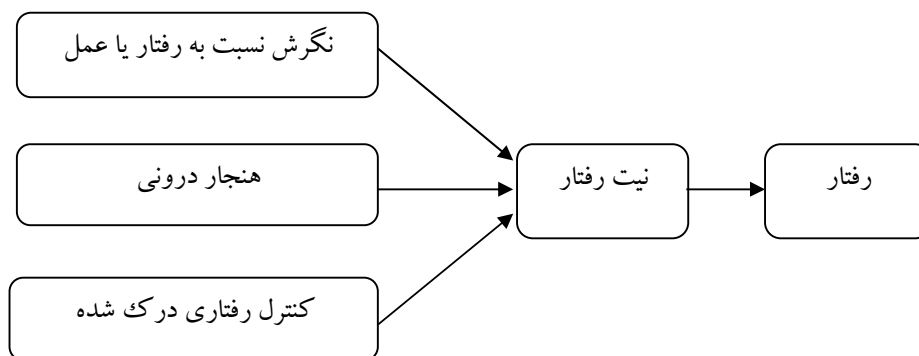 نگرش نسبت به رفتار یا عمل
هنجار درونی
نیت رفتار
رفتار
کنترل رفتاری درک شده